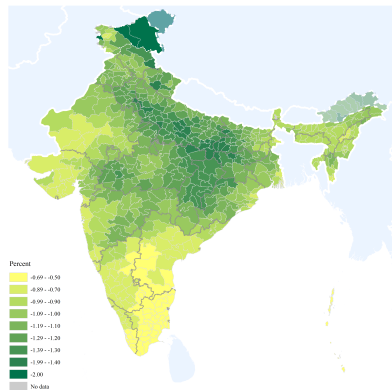 Percent
-0.69 - -0.50
-0.89 - -0.70
-0.99 - -0.90
-1.09 - -1.00
-1.19 - -1.10
-1.29 - -1.20
-1.39 - -1.30
-1.99 - -1.40
-2.00
No data